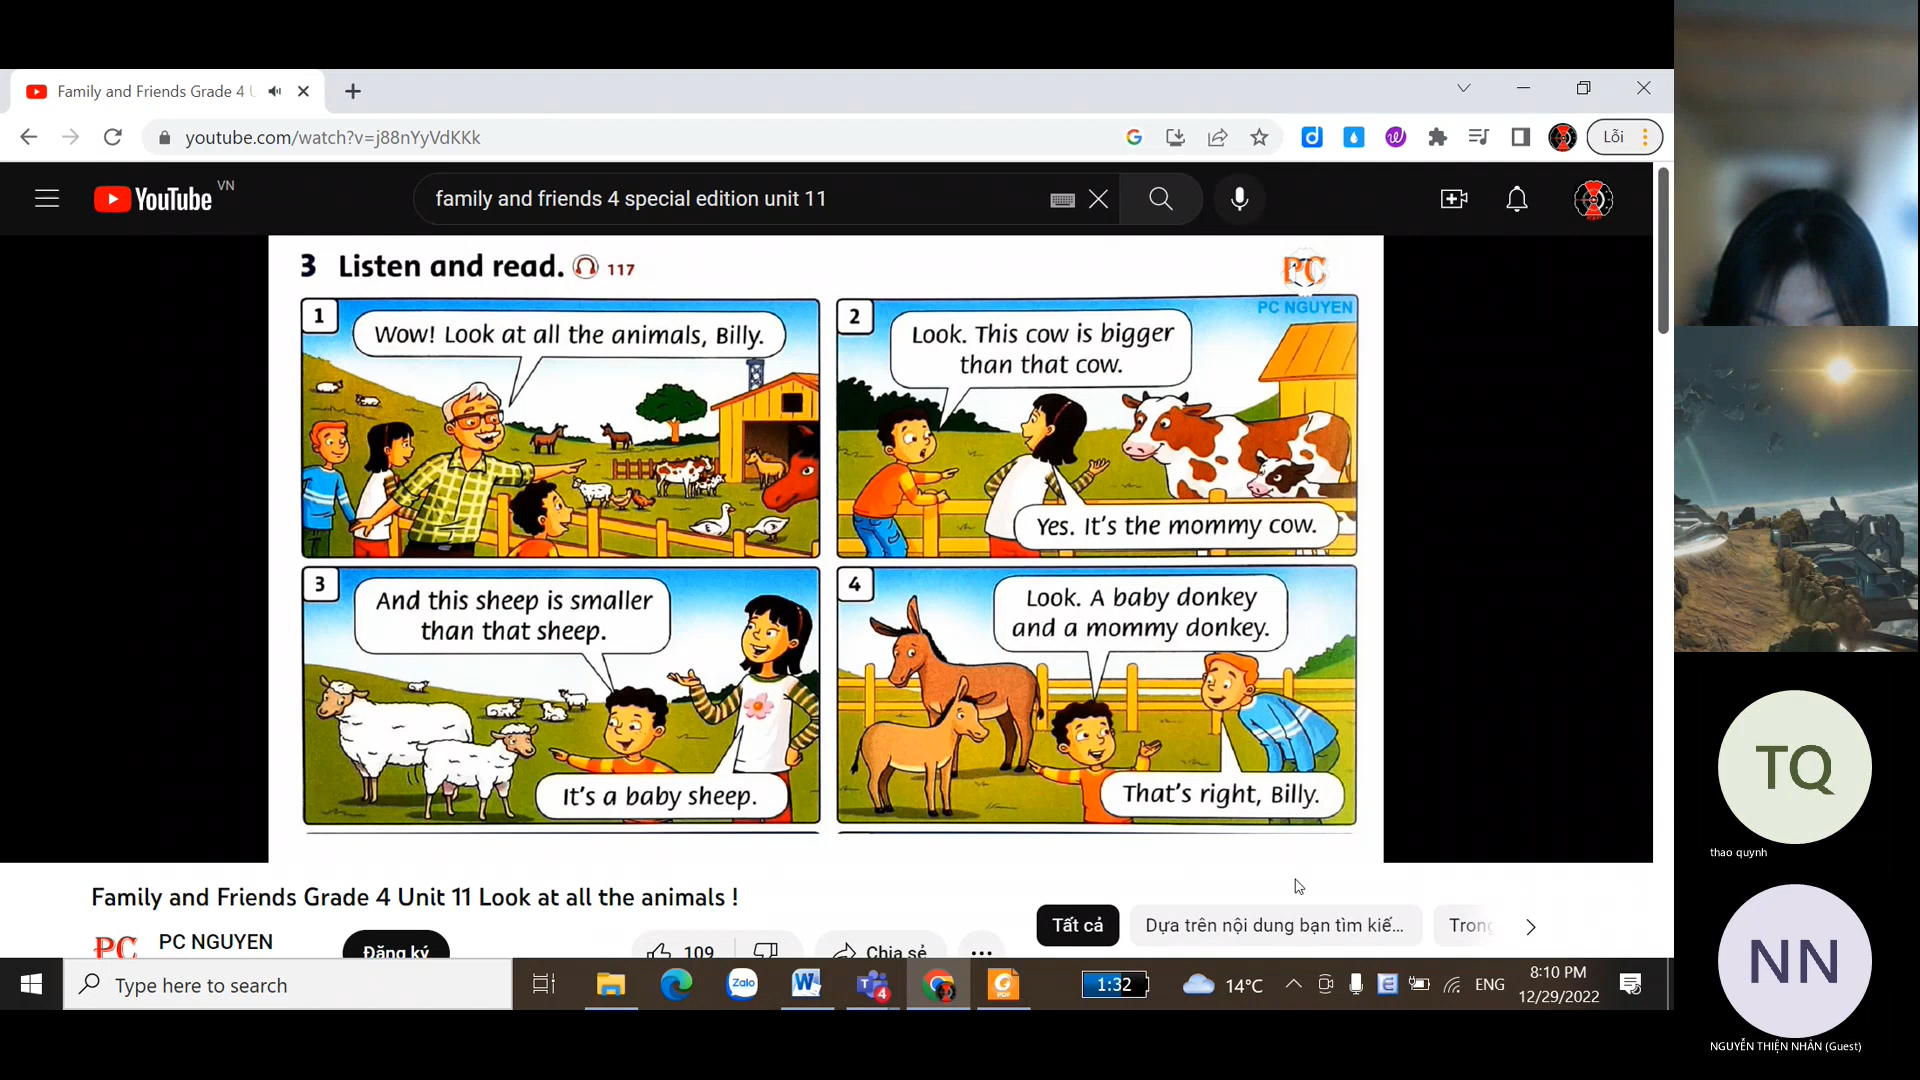 Family and Friends Grade 4 U
youtube.com/watch?v=j88nYyVdKKk
Lỗi
YouTube VN
family and friends 4 special edition unit 11
3 Listen and read. 117
PC
PC NGUYEN
1
Wow! Look at all the animals, Billy.
2
Look. This cow is bigger
than that cow.
Yes. It's the mommy cow.
3
And this sheep is smaller
than that sheep.
It's a baby sheep.
4
Look. A baby donkey
and a mommy donkey.
That's right, Billy.
Family and Friends Grade 4 Unit 11 Look at all the animals !
PC
PC NGUYEN
Đăng ký
109
Chia sẻ
Tất cả
Dựa trên nội dung bạn tìm kiế...
Trong
Type here to search
Zalo
W
T
4
PDF
1:32
14°C
ENG
8:10 PM
12/29/2022
TQ
thao quynh
NN
NGUYỄN THIỆN NHÂN (Guest)